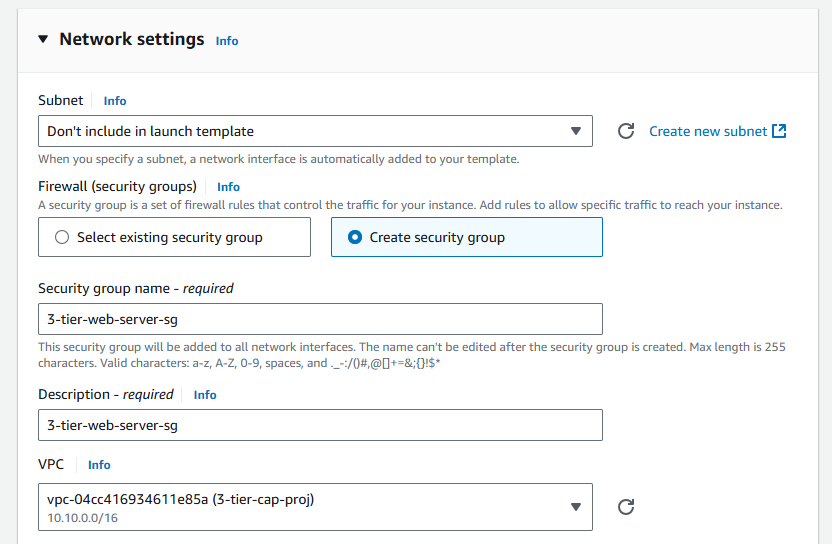 Network settings Info
Subnet Info
Don't include in launch template
Create new subnet
When you specify a subnet, a network interface is automatically added to your template.
Firewall (security groups) Info
A security group is a set of firewall rules that control the traffic for your instance. Add rules to allow specific traffic to reach your instance.
Select existing security group
Create security group
Security group name - required
3-tier-web-server-sg
This security group will be added to all network interfaces. The name can't be edited after the security group is created. Max length is 255
characters. Valid characters: a-z, A-Z, 0-9, spaces, and ._-:/()#,@[]+=&;{}!$*
Description - required Info
3-tier-web-server-sg
VPC Info
vpc-04cc416934611e85a (3-tier-cap-proj)
10.10.0.0/16